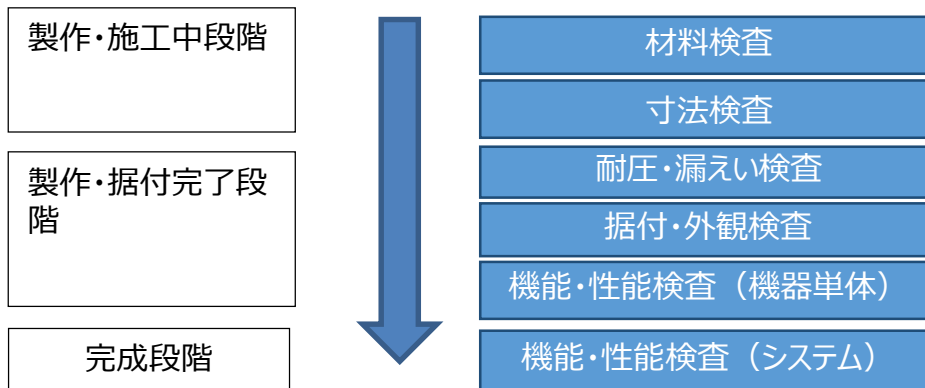 製作・施工中段階
材料検査
寸法検査
製作・据付完了段
階
耐圧・漏えい検査
据付・外観検査
機能・性能検査（機器単体）
完成段階
機能・性能検査（システム）